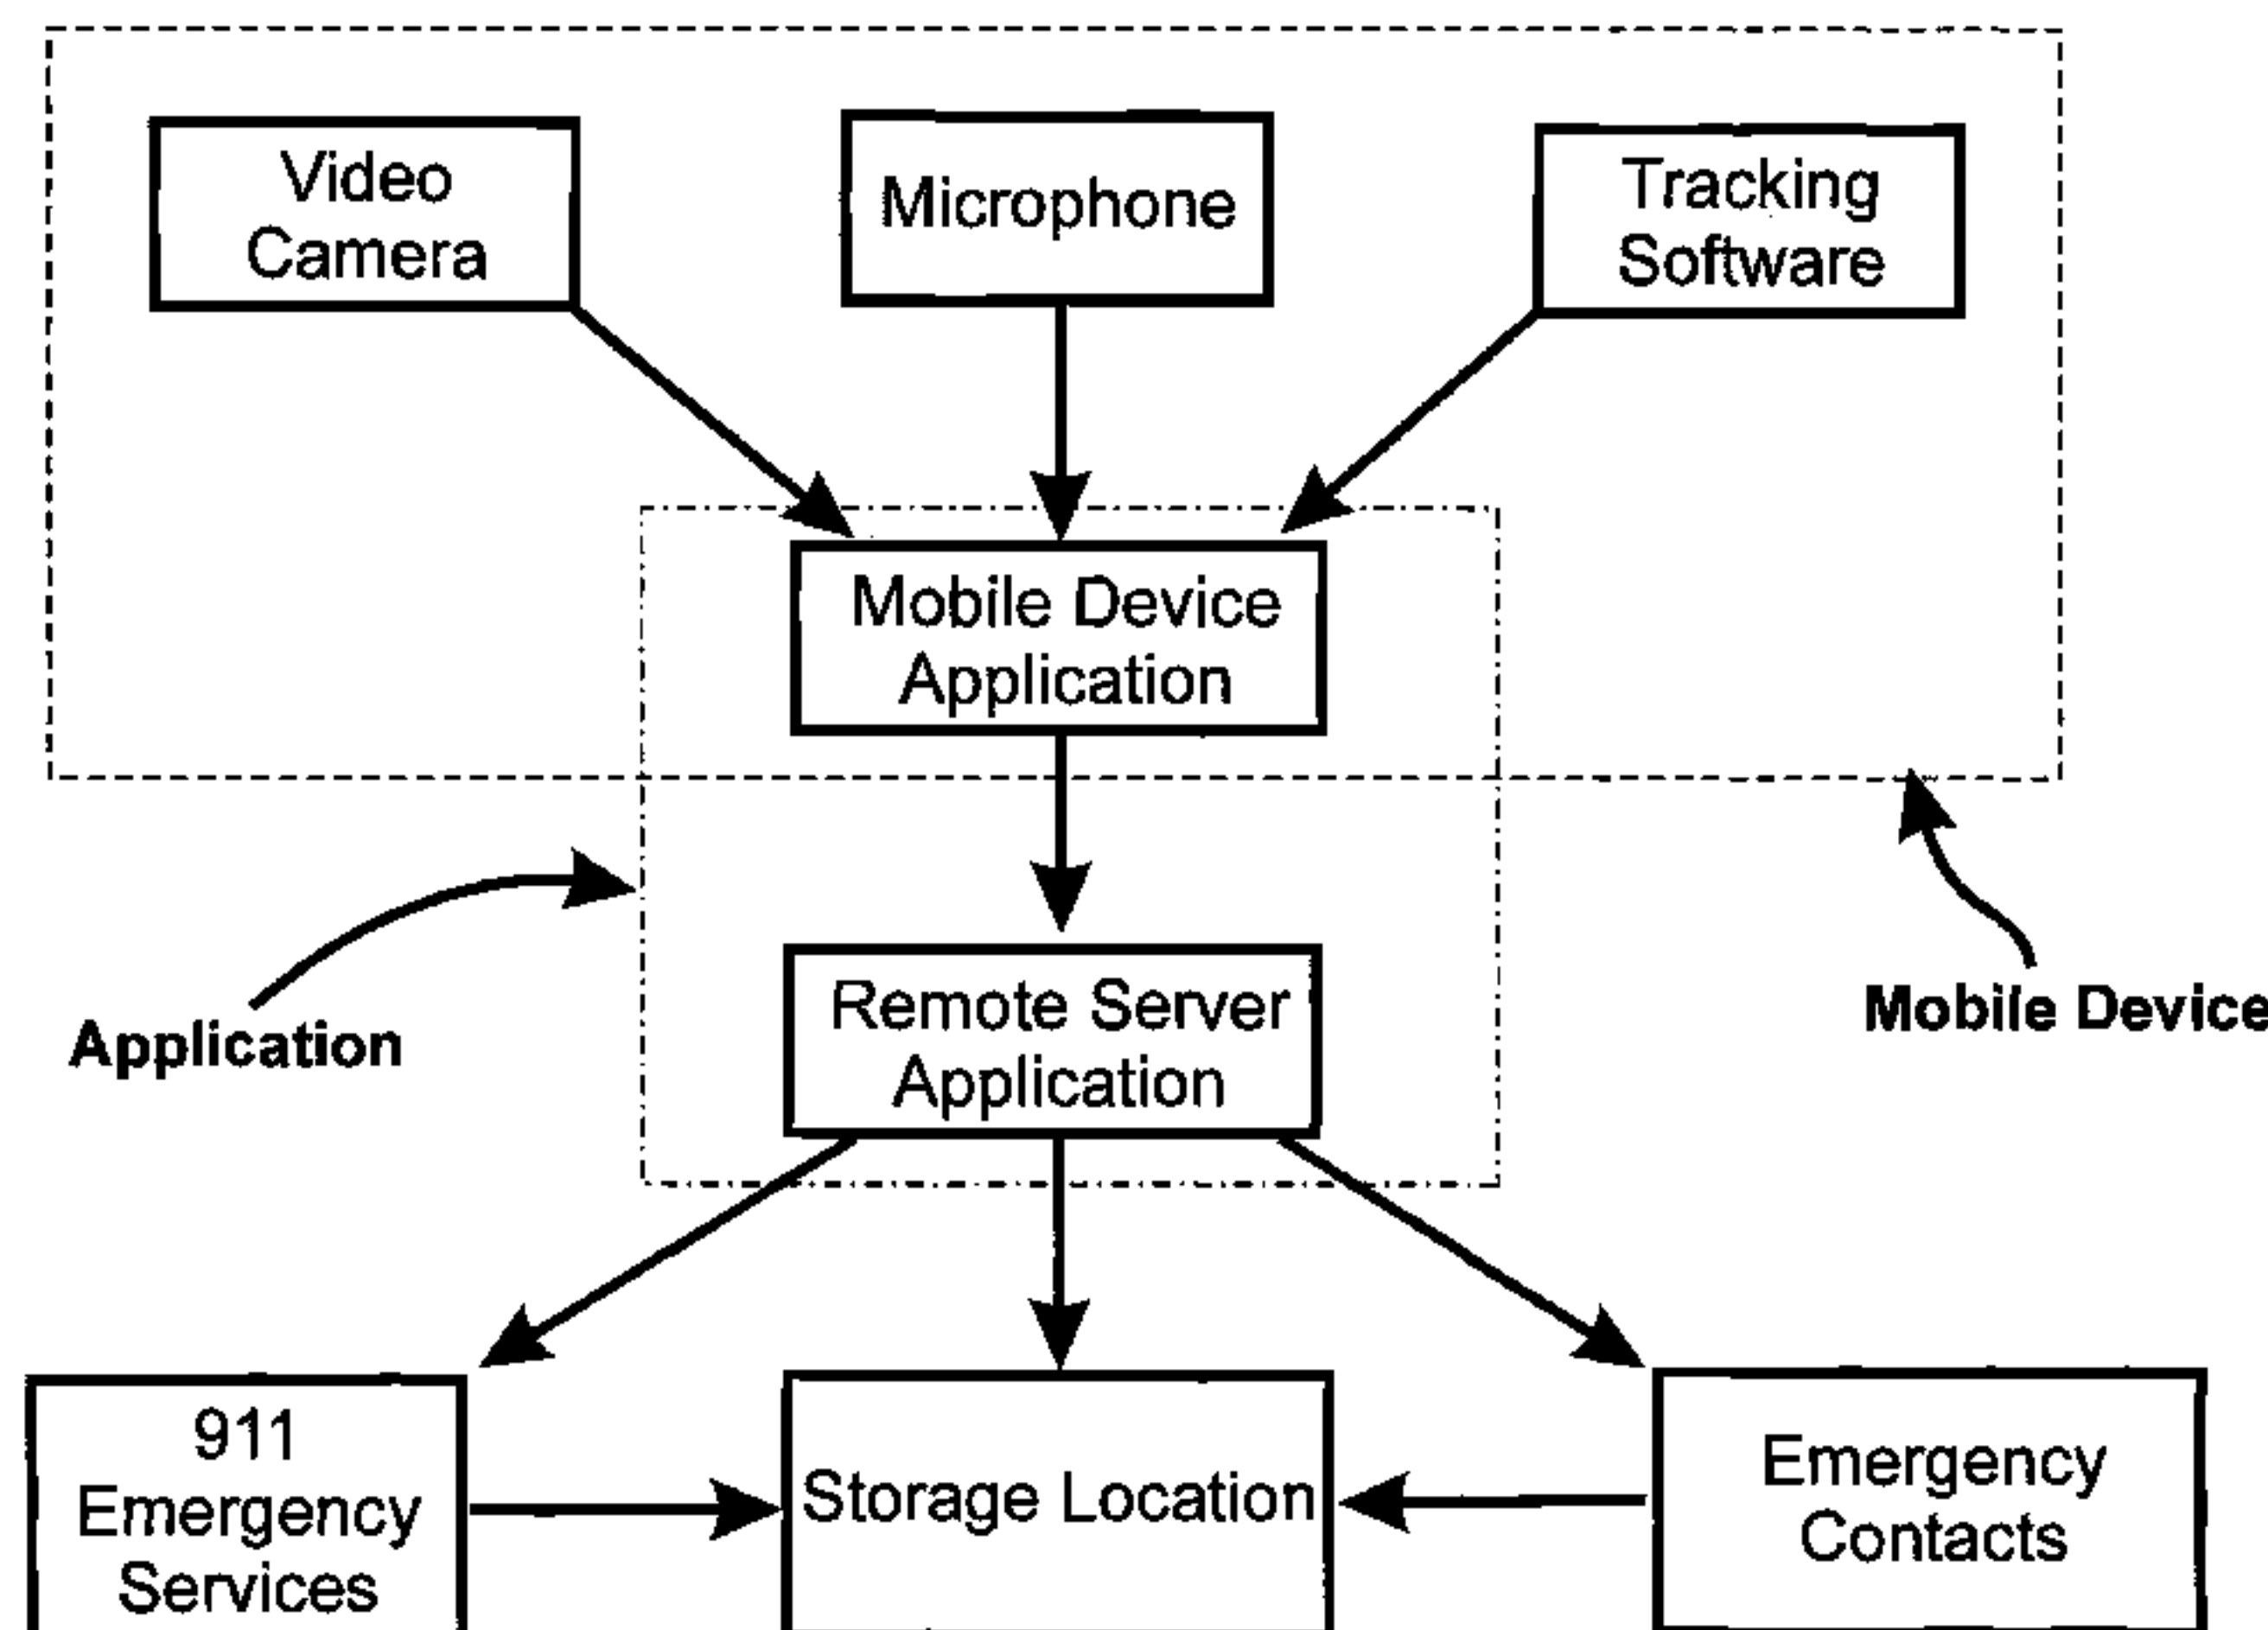 Video
Camera
Microphone
Tracking
Software
Mobile Device
Application
Remote Server
Application
Application
Mobile Device
911
Emergency
Services
Storage Location
Emergency
Contacts